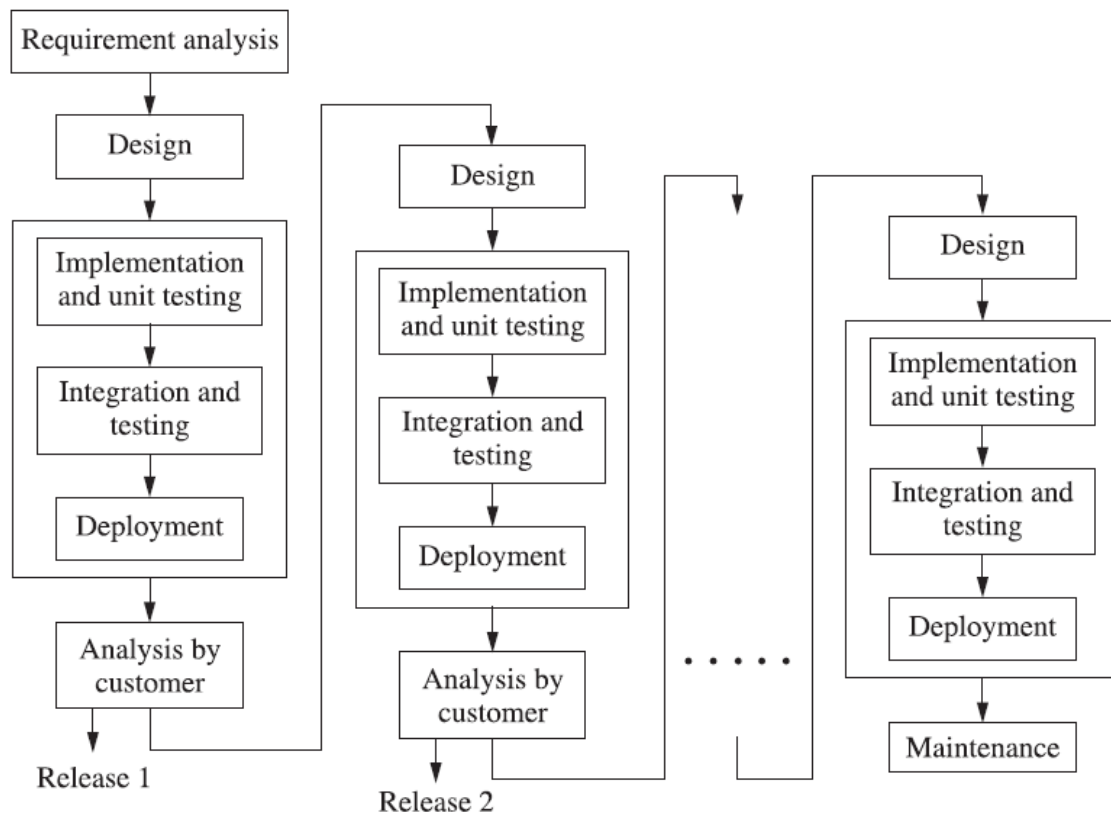 Requirement analysis
Design
Implementation
and unit testing
Integration and
testing
Deployment
Analysis by
customer
Release 1
Design
Implementation
and unit testing
Integration and
testing
Deployment
Analysis by
customer
Release 2
. . . . .
Design
Implementation
and unit testing
Integration and
testing
Deployment
Maintenance